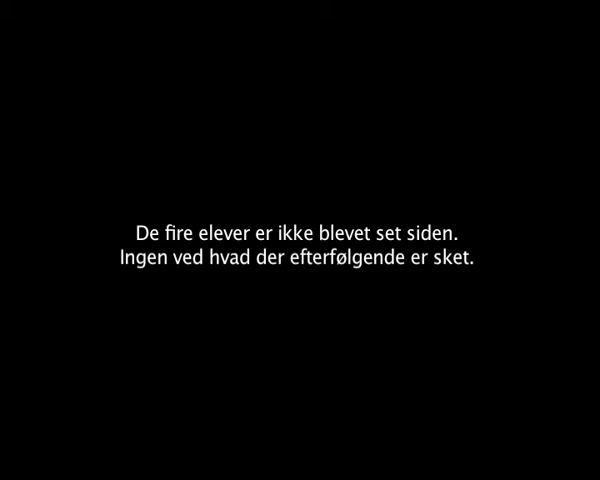 De fire elever er ikke blevet set siden.
Ingen ved hvad der efterfølgende er sket.